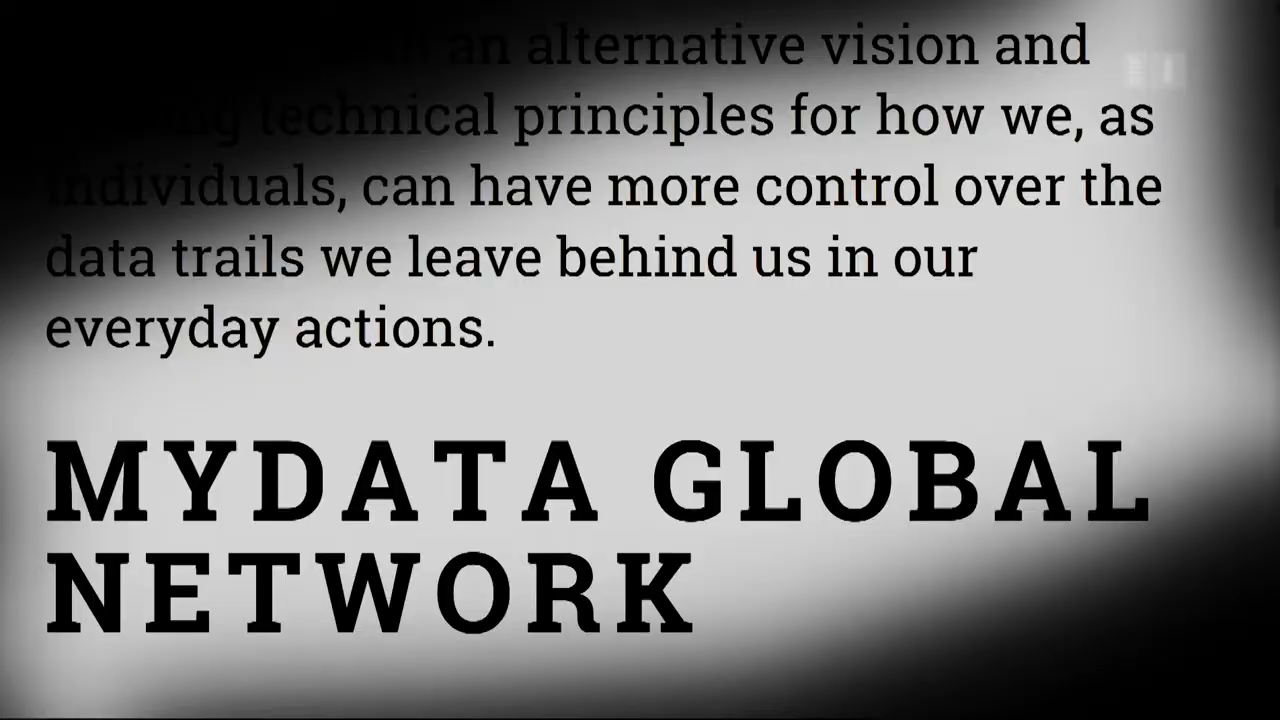 an alternative vision and
technical principles for how we, as
individuals, can have more control over the
data trails we leave behind us in our
everyday actions.
MYDATA GLOBAL
NETWORK